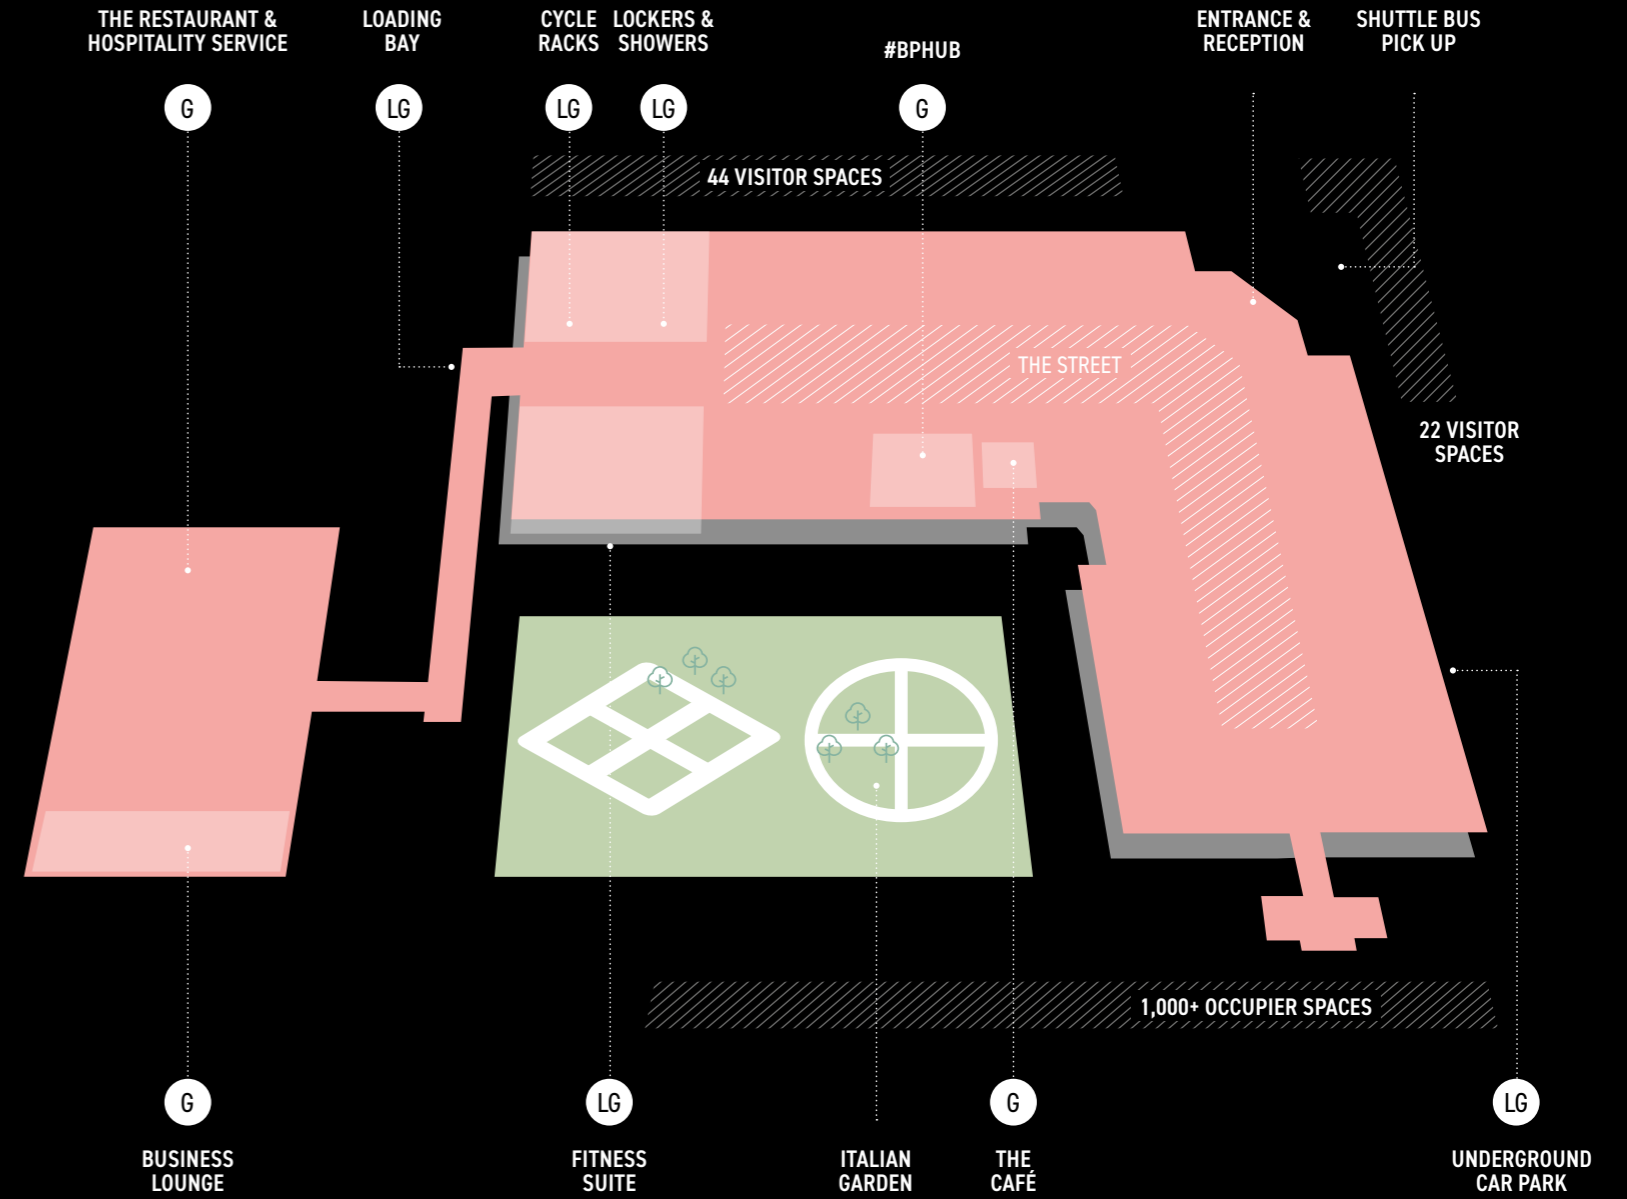 THE RESTAURANT &
HOSPITALITY SERVICE
G
LOADING
BAY
LG
CYCLE
RACKS
LG
LOCKERS &
SHOWERS
LG
#BPHUB
G
ENTRANCE &
RECEPTION
SHUTTLE BUS
PICK UP
44 VISITOR SPACES
THE STREET
22 VISITOR
SPACES
1,000+ OCCUPIER SPACES
G
BUSINESS
LOUNGE
LG
FITNESS
SUITE
ITALIAN
GARDEN
G
THE
CAFÉ
LG
UNDERGROUND
CAR PARK